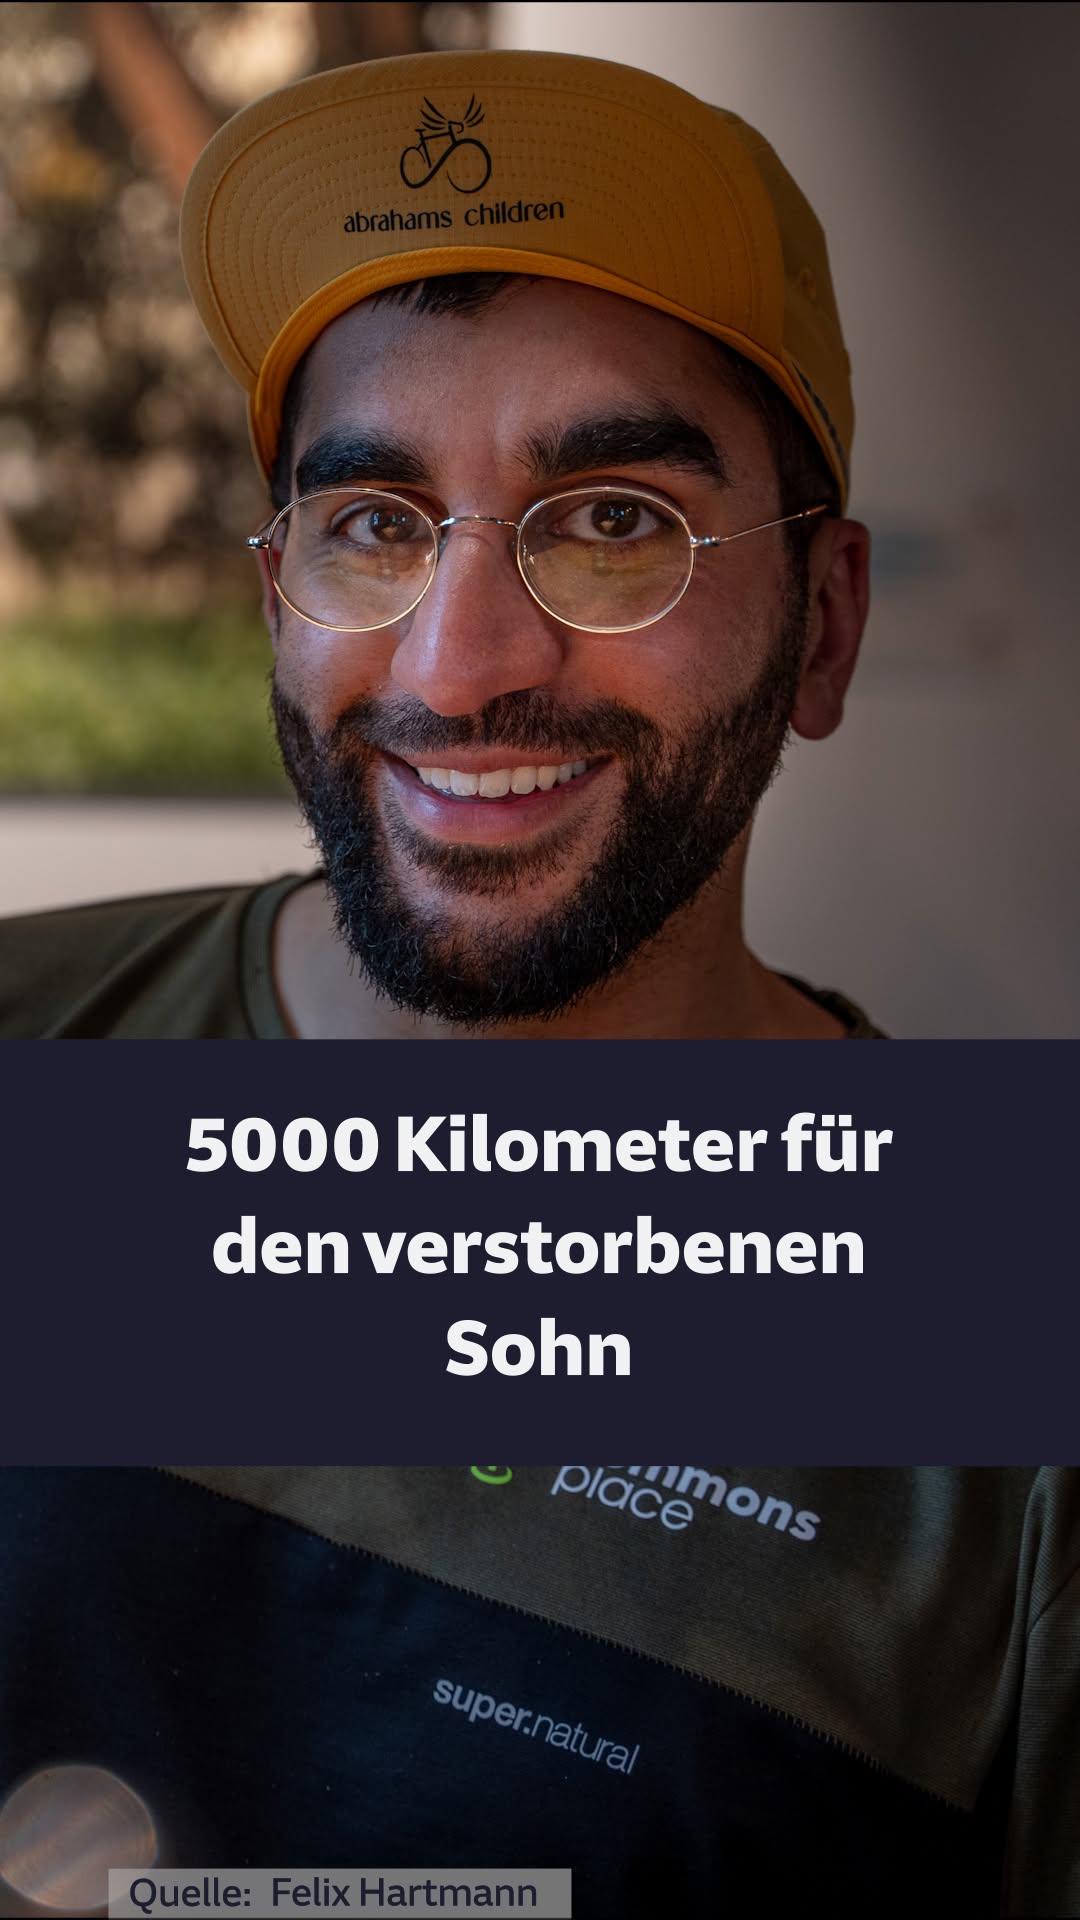 abrahams children
5000 Kilometer für
den verstorbenen
Sohn
place
super.natural
Quelle: Felix Hartmann